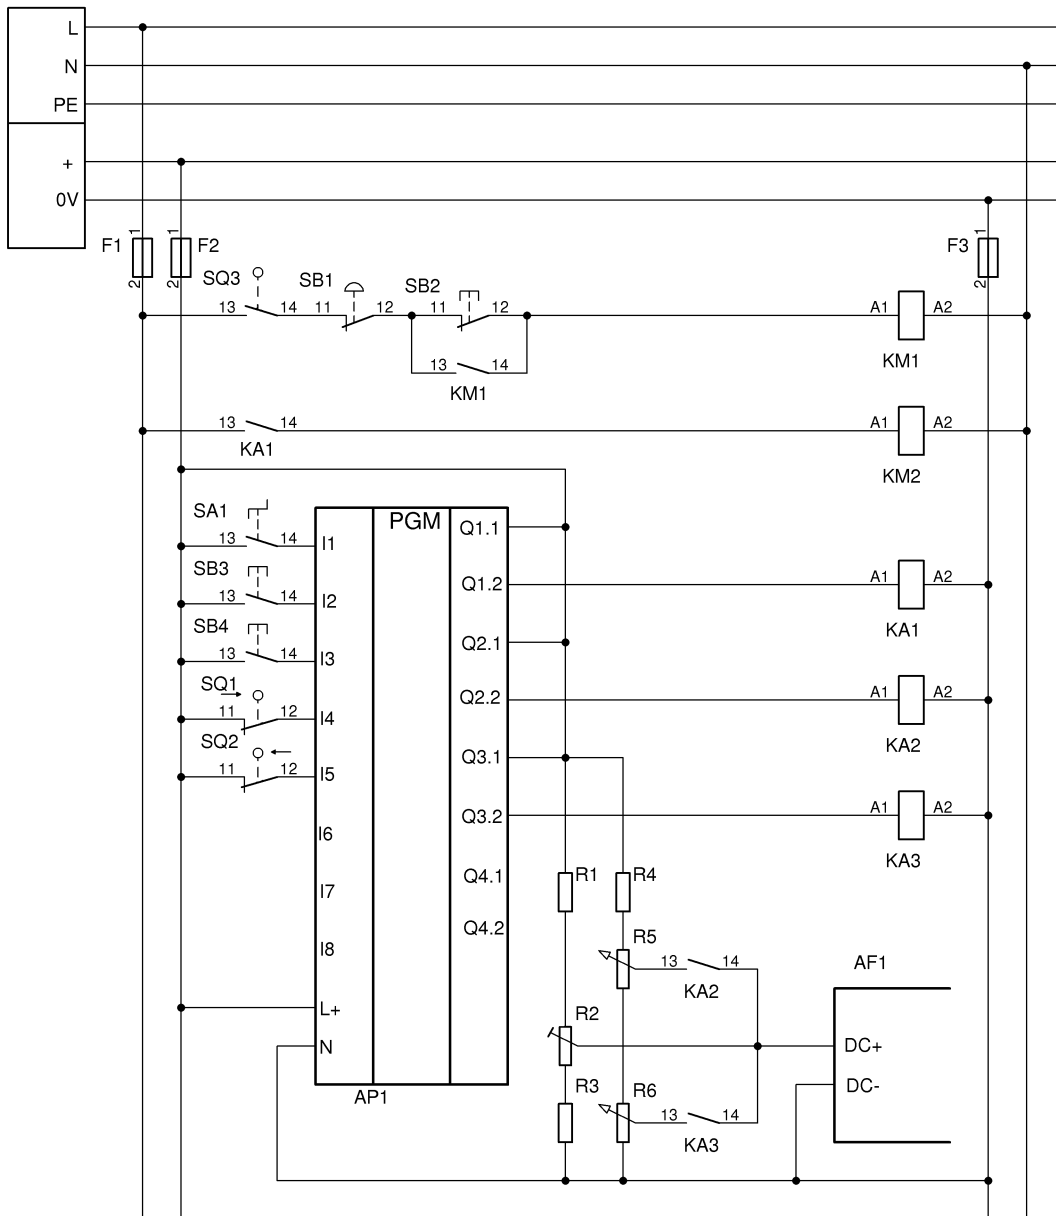 L
N
PE
+
0V
1 1 1
F1 F2 F3
2 2 2
SQ3 SB1 SB2
13 14 11 12 11 12 A1 A2
KM1
13 14
KM1
13 14 A1 A2
KA1
KM2
SA1 PGM Q1.1
13 14 I1
SB3 Q1.2 A1 A2
13 14 I2
KA1
SB4 Q2.1
13 14 I3
SQ1 Q2.2 A1 A2
11 12 I4
SQ2 KA2
Q3.1
11 12 I5
Q3.2 A1 A2
I6
KA3
Q4.1 R1 R4
I7
Q4.2
I8 R5
13 14 AF1
KA2
L+ R2
N DC+
AP1 R3 R6 DC-
13 14
KA3